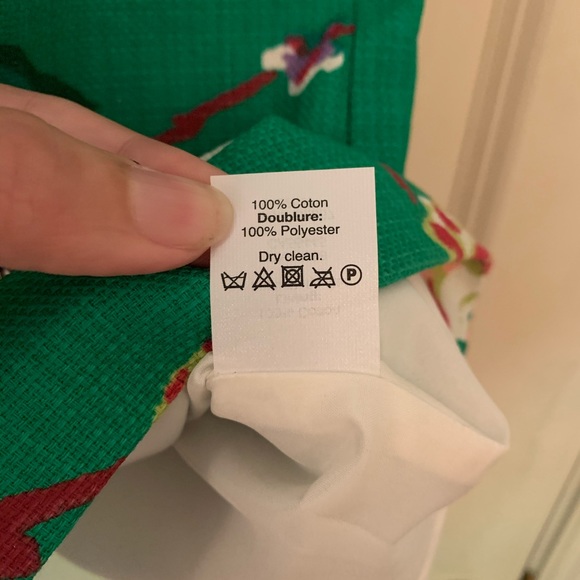 100% Coton
Doublure:
100% Polyester
Dry clean.
P